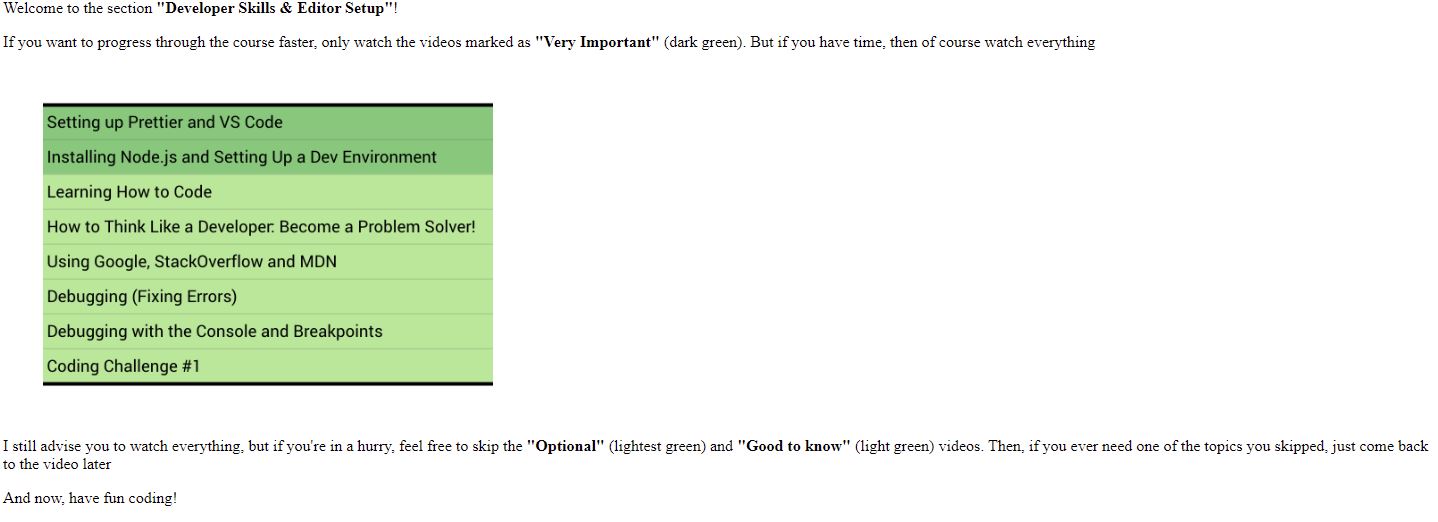 Welcome to the section "Developer Skills & Editor Setup"!
If you want to progress through the course faster, only watch the videos marked as "Very Important" (dark green). But if you have time, then of course watch everything
Setting up Prettier and VS Code
Installing Node.js and Setting Up a Dev Environment
Learning How to Code
How to Think Like a Developer: Become a Problem Solver!
Using Google, StackOverflow and MDN
Debugging (Fixing Errors)
Debugging with the Console and Breakpoints
Coding Challenge #1
I still advise you to watch everything, but if you're in a hurry, feel free to skip the "Optional" (lightest green) and "Good to know" (light green) videos. Then, if you ever need one of the topics you skipped, just come back
to the video later
And now, have fun coding!